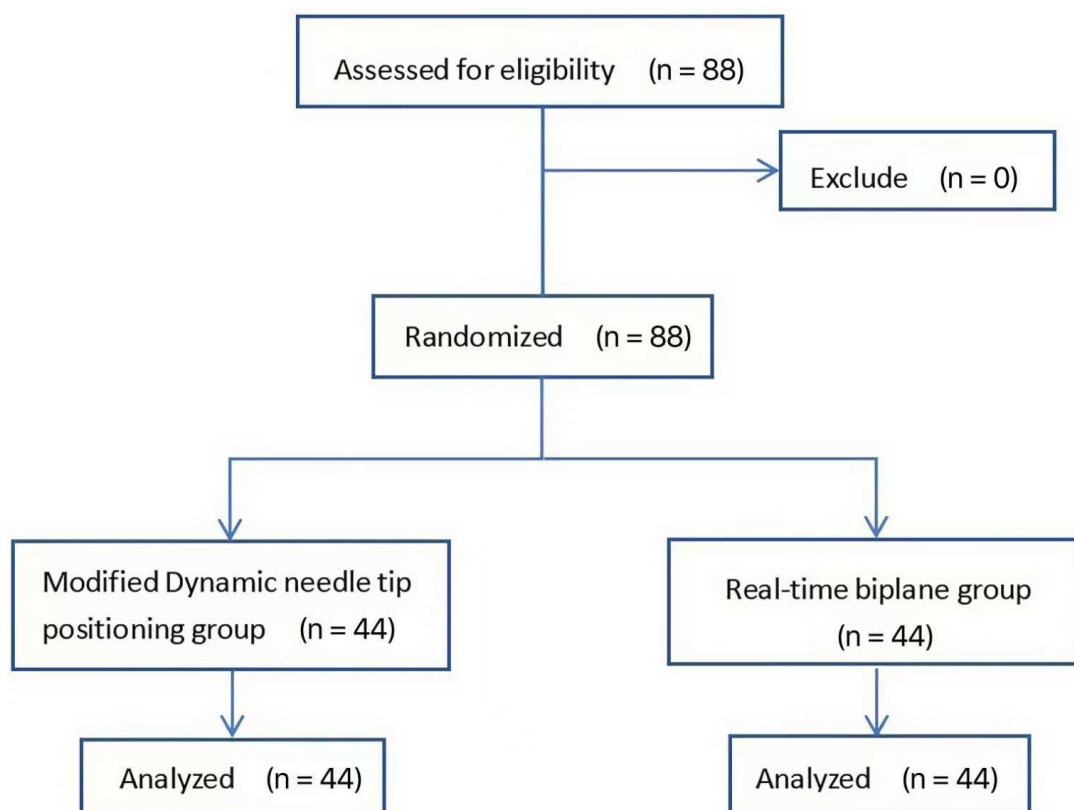 Assessed for eligibility (n = 88)
Exclude (n = 0)
Randomized (n = 88)
Modified Dynamic needle tip
positioning group (n = 44)
Real-time biplane group
(n = 44)
Analyzed (n = 44)
Analyzed (n = 44)